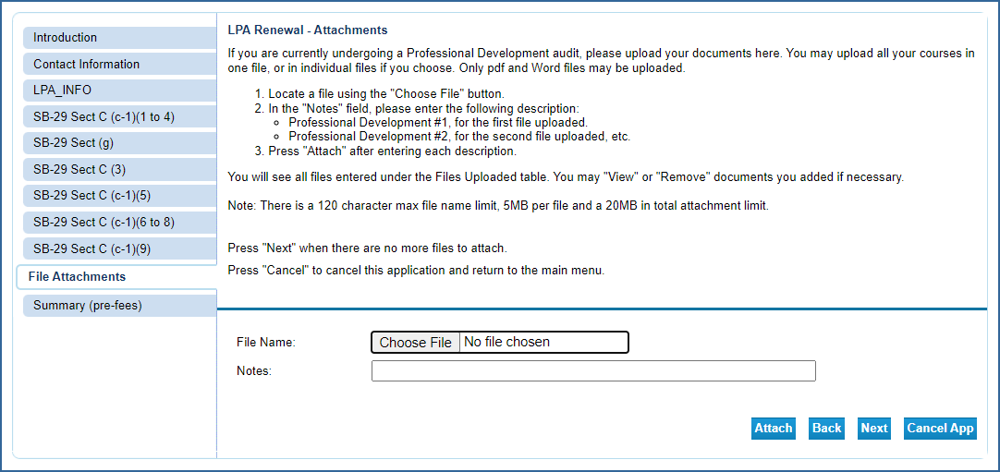 Introduction
Contact Information
LPA_INFO
SB-29 Sect C (c-1)(1 to 4)
SB-29 Sect (g)
SB-29 Sect C (3)
SB-29 Sect C (c-1)(5)
SB-29 Sect C (c-1)(6 to 8)
SB-29 Sect C (c-1)(9)
File Attachments
Summary (pre-fees)
LPA Renewal - Attachments
If you are currently undergoing a Professional Development audit, please upload your documents here. You may upload all your courses in
one file, or in individual files if you choose. Only pdf and Word files may be uploaded.
1. Locate a file using the "Choose File" button.
2. In the "Notes" field, please enter the following description:
Professional Development #1, for the first file uploaded.
Professional Development #2, for the second file uploaded, etc.
3. Press "Attach" after entering each description.
You will see all files entered under the Files Uploaded table. You may "View" or "Remove" documents you added if necessary.
Note: There is a 120 character max file name limit, 5MB per file and a 20MB in total attachment limit.
Press "Next" when there are no more files to attach.
Press "Cancel" to cancel this application and return to the main menu.
File Name: Choose File No file chosen
Notes:
Attach Back Next Cancel App